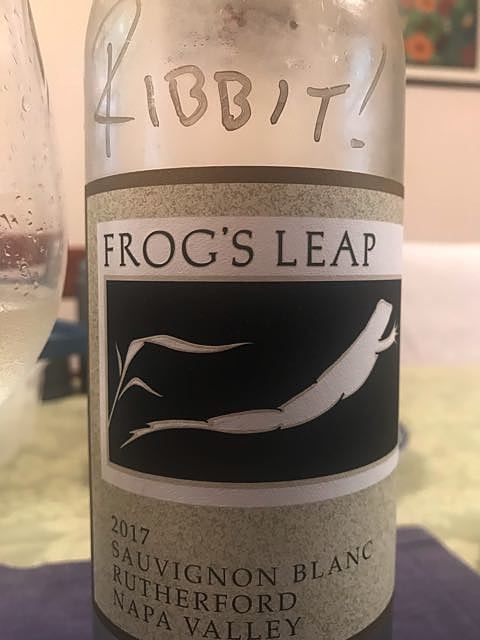 RIBBIT!
FROG'S LEAP
2017
SAUVIGNON BLANC
RUTHERFORD
NAPA VALLEY